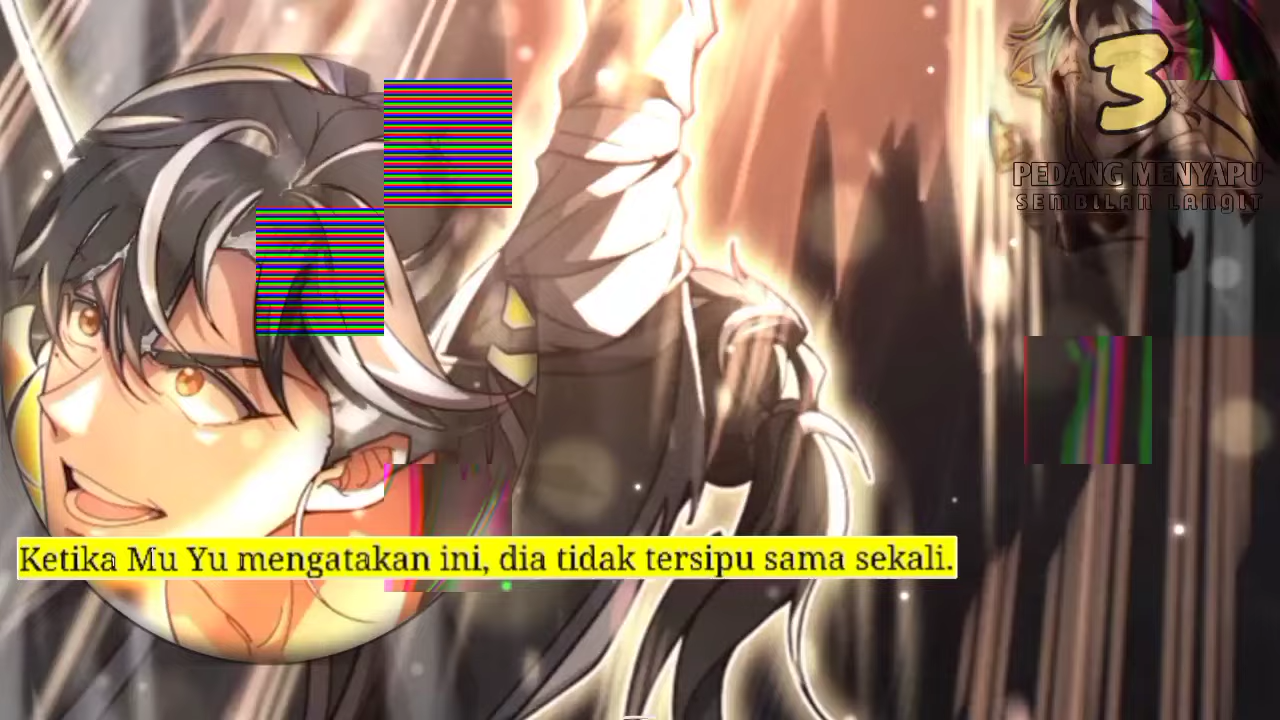 3
PEDANG MENYAPU
SEMBILAN LANGIT
Ketika Mu Yu mengatakan ini, dia tidak tersipu sama sekali.